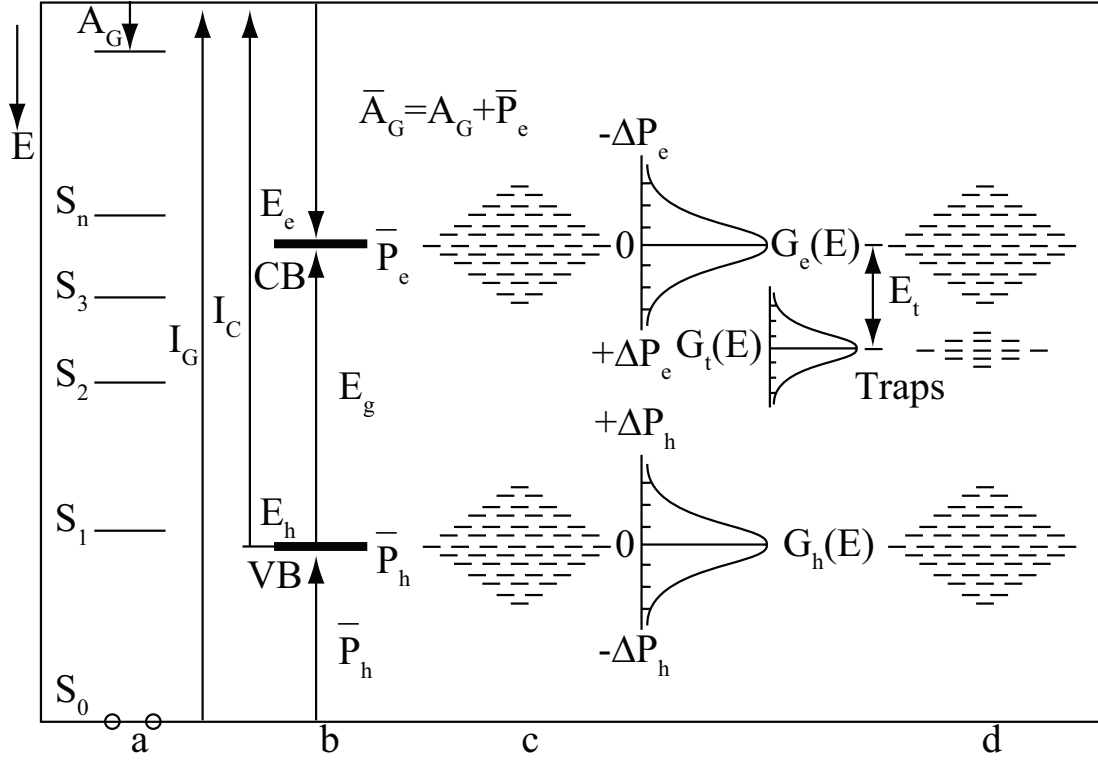 A_G
E
A̅_G=A_G+P̅_e
-ΔP_e
S_n
E_e
P̅_e
0
G_e(E)
CB
E_t
S_3
I_G
I_C
+ΔP_e
G_t(E)
S_2
E_g
Traps
+ΔP_h
S_1
E_h
P̅_h
0
G_h(E)
VB
P̅_h
-ΔP_h
S_0
a
b
c
d